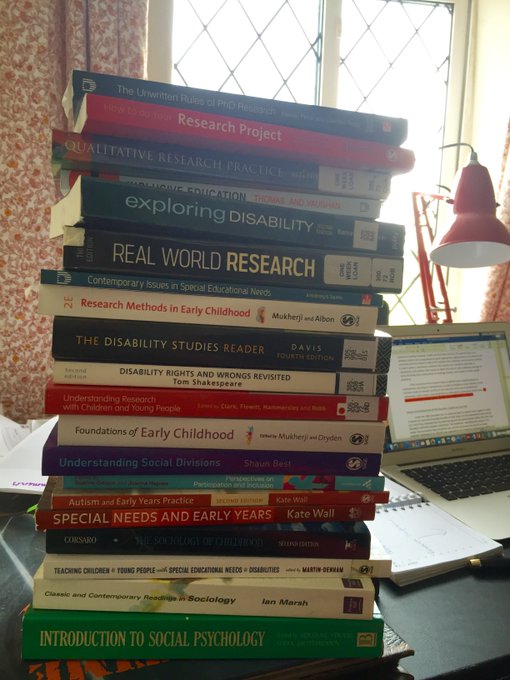 The Unwritten Rules of PhD Research
How to do your Research Project
QUALITATIVE RESEARCH PRACTICE
ONE WEEK LOAN
INCLUSIVE EDUCATION THOMAS AND VAUGHAN
exploring DISABILITY SECOND EDITION
THIRD EDITION
REAL WORLD RESEARCH
ONE WEEK LOAN
Contemporary Issues in Special Educational Needs
2E Research Methods in Early Childhood Mukherji and Albon
THE DISABILITY STUDIES READER DAVIS
FOURTH EDITION
Second edition
DISABILITY RIGHTS AND WRONGS REVISITED
Tom Shakespeare
Understanding Research
with Children and Young People
Edited by Clark, Flewitt, Hammersley and Robb
Foundations of Early Childhood Edited by Mukherji and Dryden
Understanding Social Divisions Shaun Best
Perspectives on
Participation and Inclusion
Autism and Early Years Practice SECOND EDITION Kate Wall
SPECIAL NEEDS AND EARLY YEARS Kate Wall
CORSARO THE SOCIOLOGY OF CHILDHOOD SECOND EDITION
TEACHING CHILDREN & YOUNG PEOPLE with SPECIAL EDUCATIONAL NEEDS & DISABILITIES edited by MARTIN-DENHAM
Classic and Contemporary Readings in Sociology Ian Marsh
INTRODUCTION TO SOCIAL PSYCHOLOGY